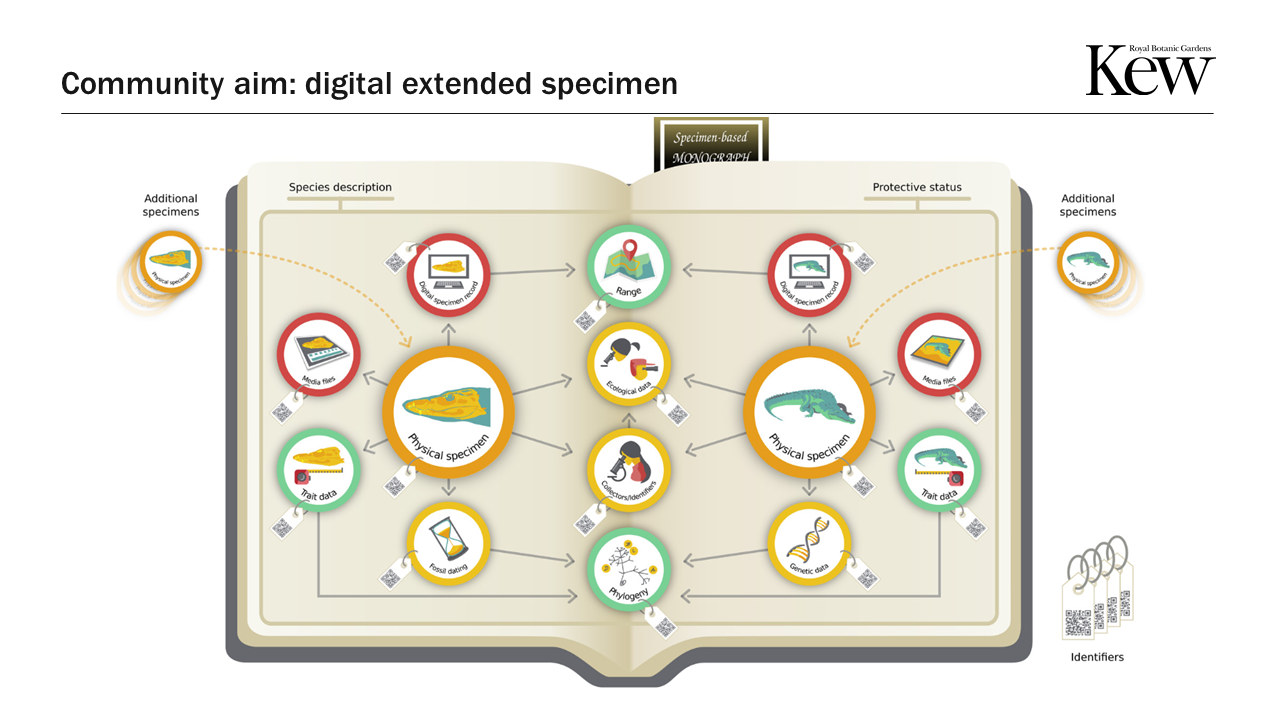 Community aim: digital extended specimen
Royal Botanic Gardens
Kew
Specimen-based
MONOGRAPH
Species description
Protective status
Additional
specimens
Physical specimen
Additional
specimens
Physical specimen
Digital specimen record
Range
Digital specimen record
Media files
Ecological data
Media files
Physical specimen
Physical specimen
Trait data
Collectors/Identifiers
Trait data
Fossil dating
Phylogeny
Genetic data
Identifiers